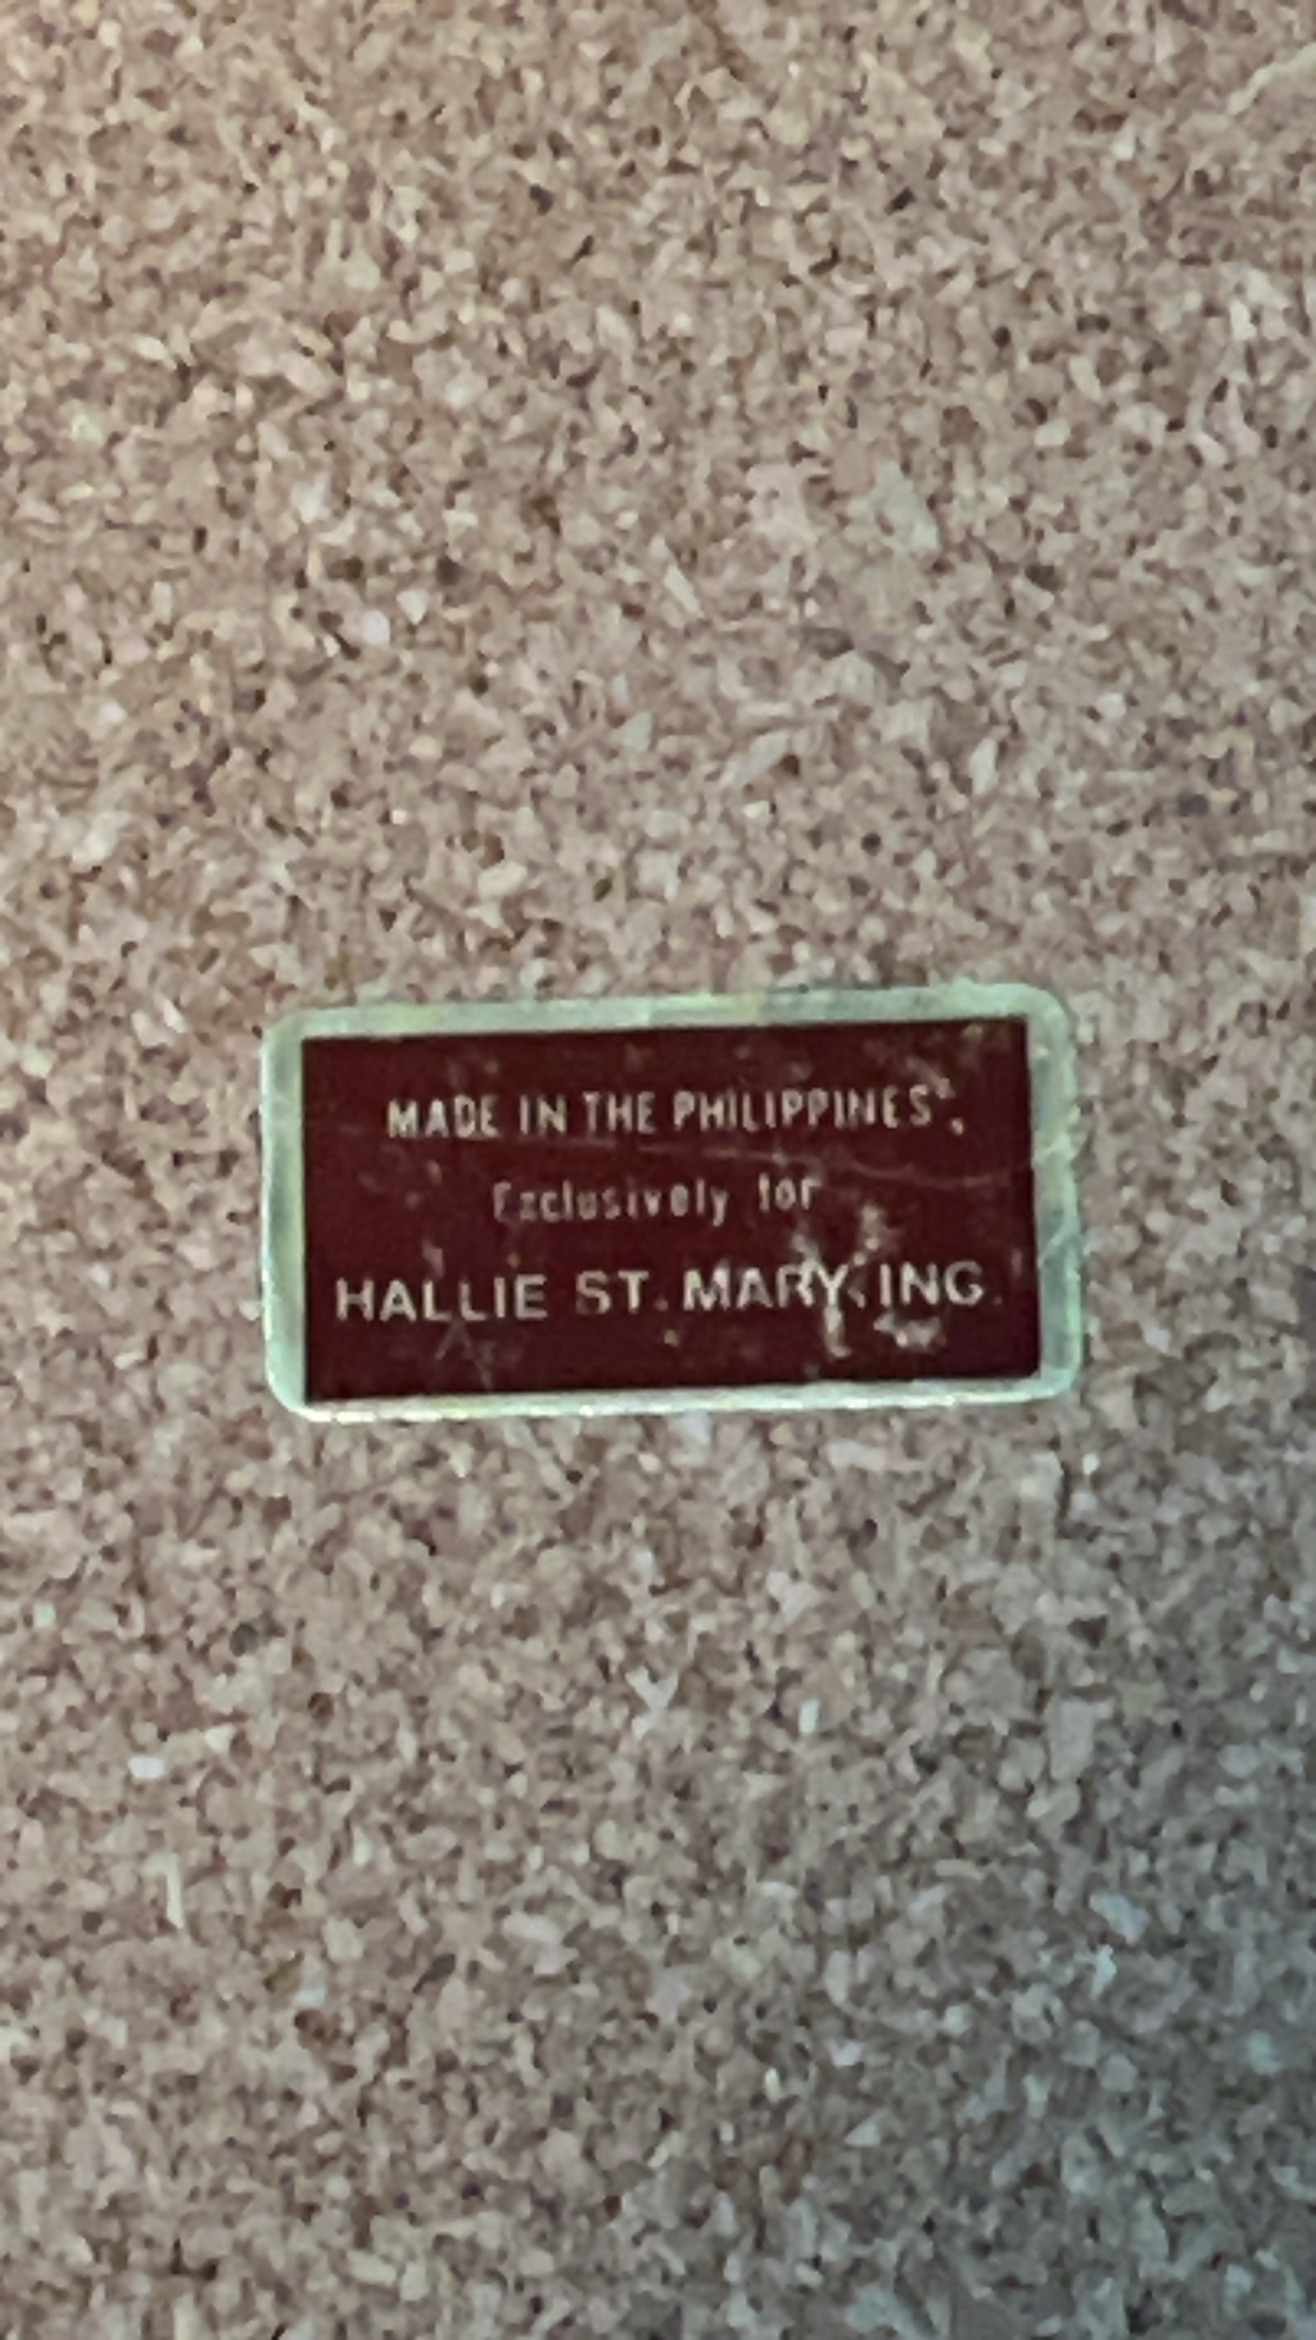 MADE IN THE PHILIPPINES
Exclusively for
HALLIE ST. MARY, INC.